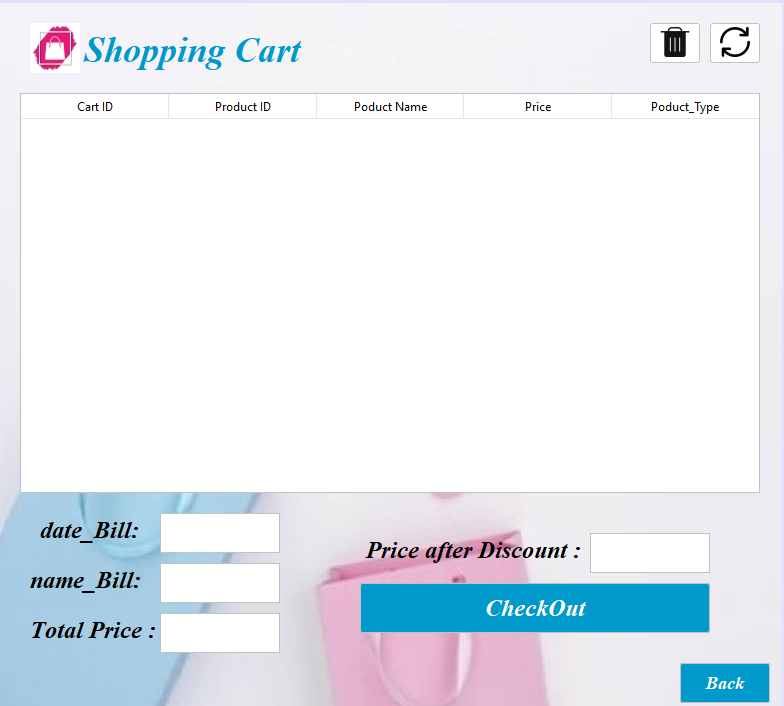 Shopping Cart
Cart ID Product ID Poduct Name Price Poduct_Type
date_Bill:
Price after Discount :
name_Bill:
CheckOut
Total Price :
Back